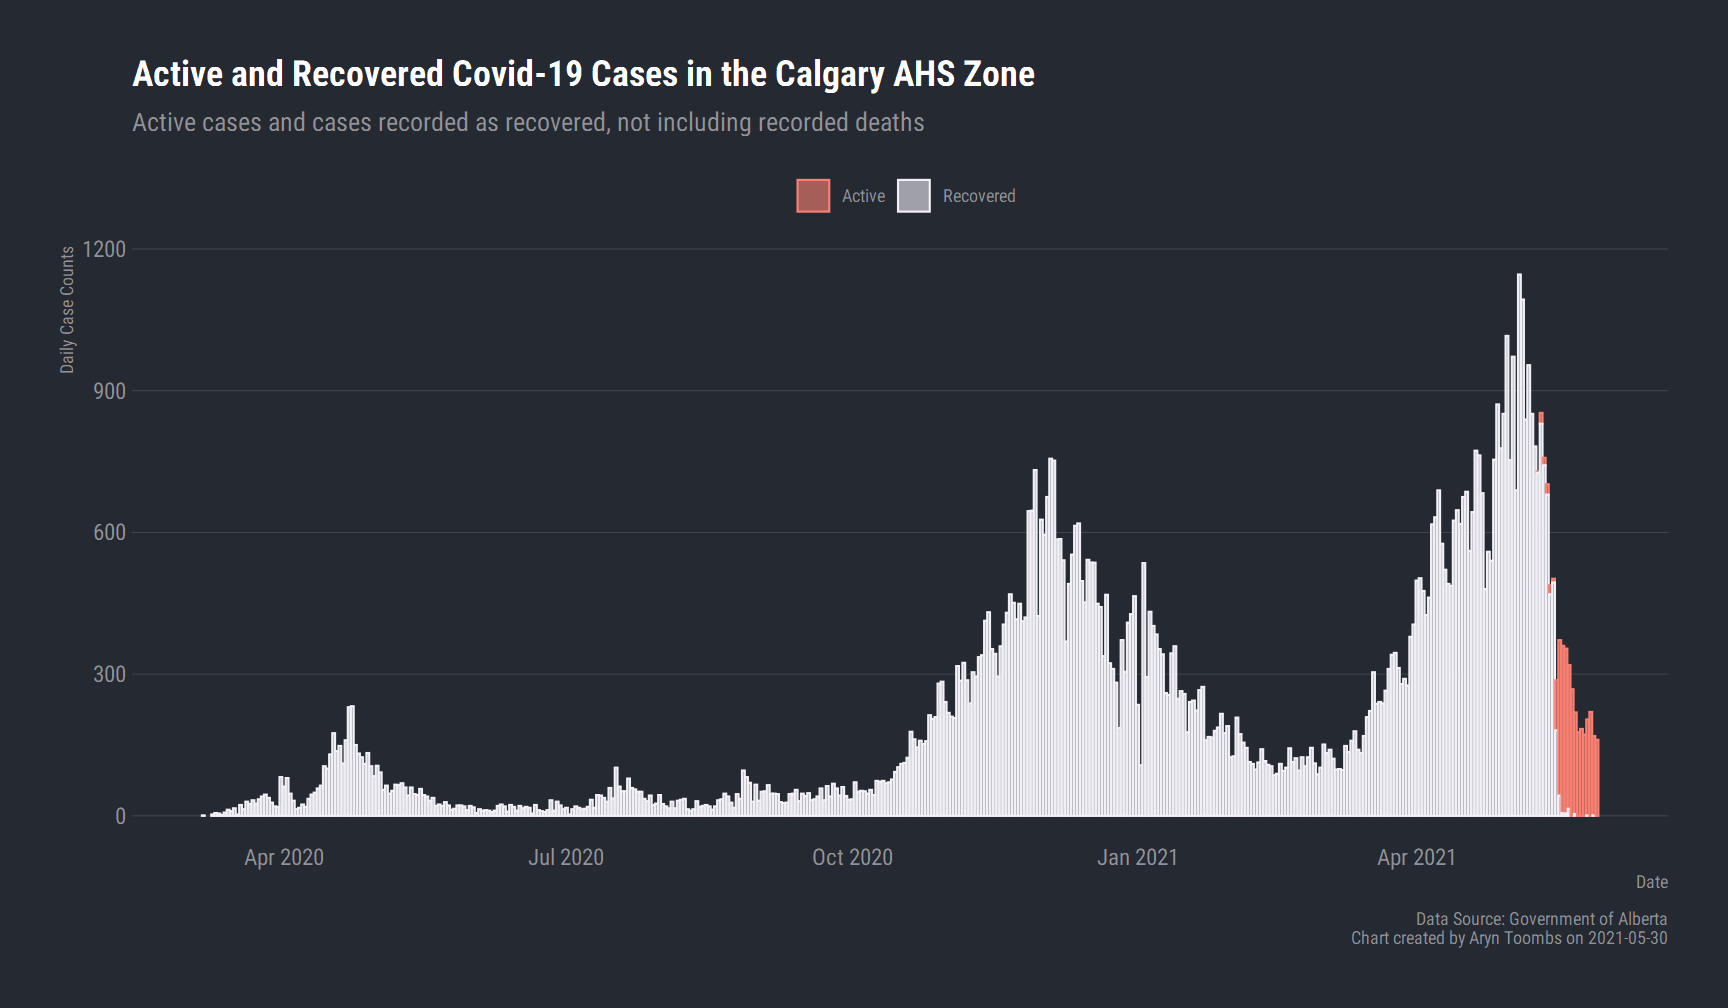 Active and Recovered Covid-19 Cases in the Calgary AHS Zone
Active cases and cases recorded as recovered, not including recorded deaths
Active
Recovered
Daily Case Counts
1200
900
600
300
0
Apr 2020
Jul 2020
Oct 2020
Jan 2021
Apr 2021
Date
Data Source: Government of Alberta
Chart created by Aryn Toombs on 2021-05-30